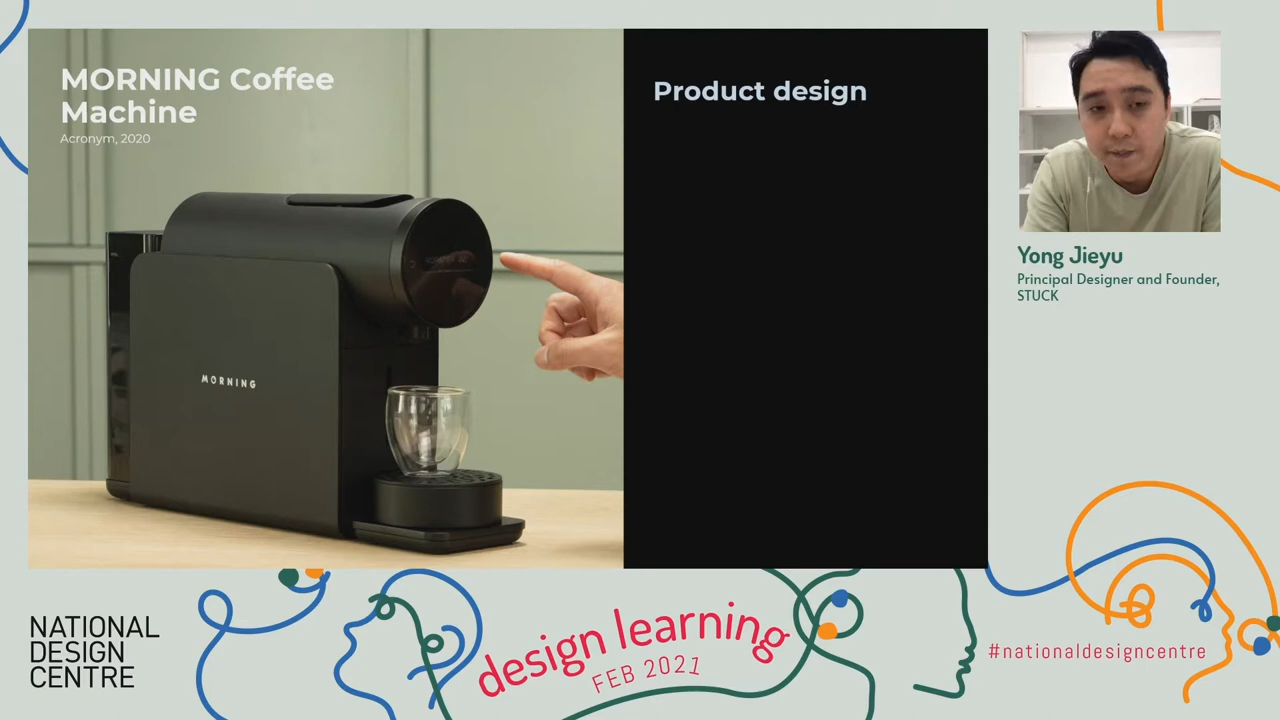 MORNING Coffee
Machine
Acronym, 2020
MORNING
Product design
Yong Jieyu
Principal Designer and Founder,
STUCK
NATIONAL
DESIGN
CENTRE
design learning
FEB 2021
#nationaldesigncentre